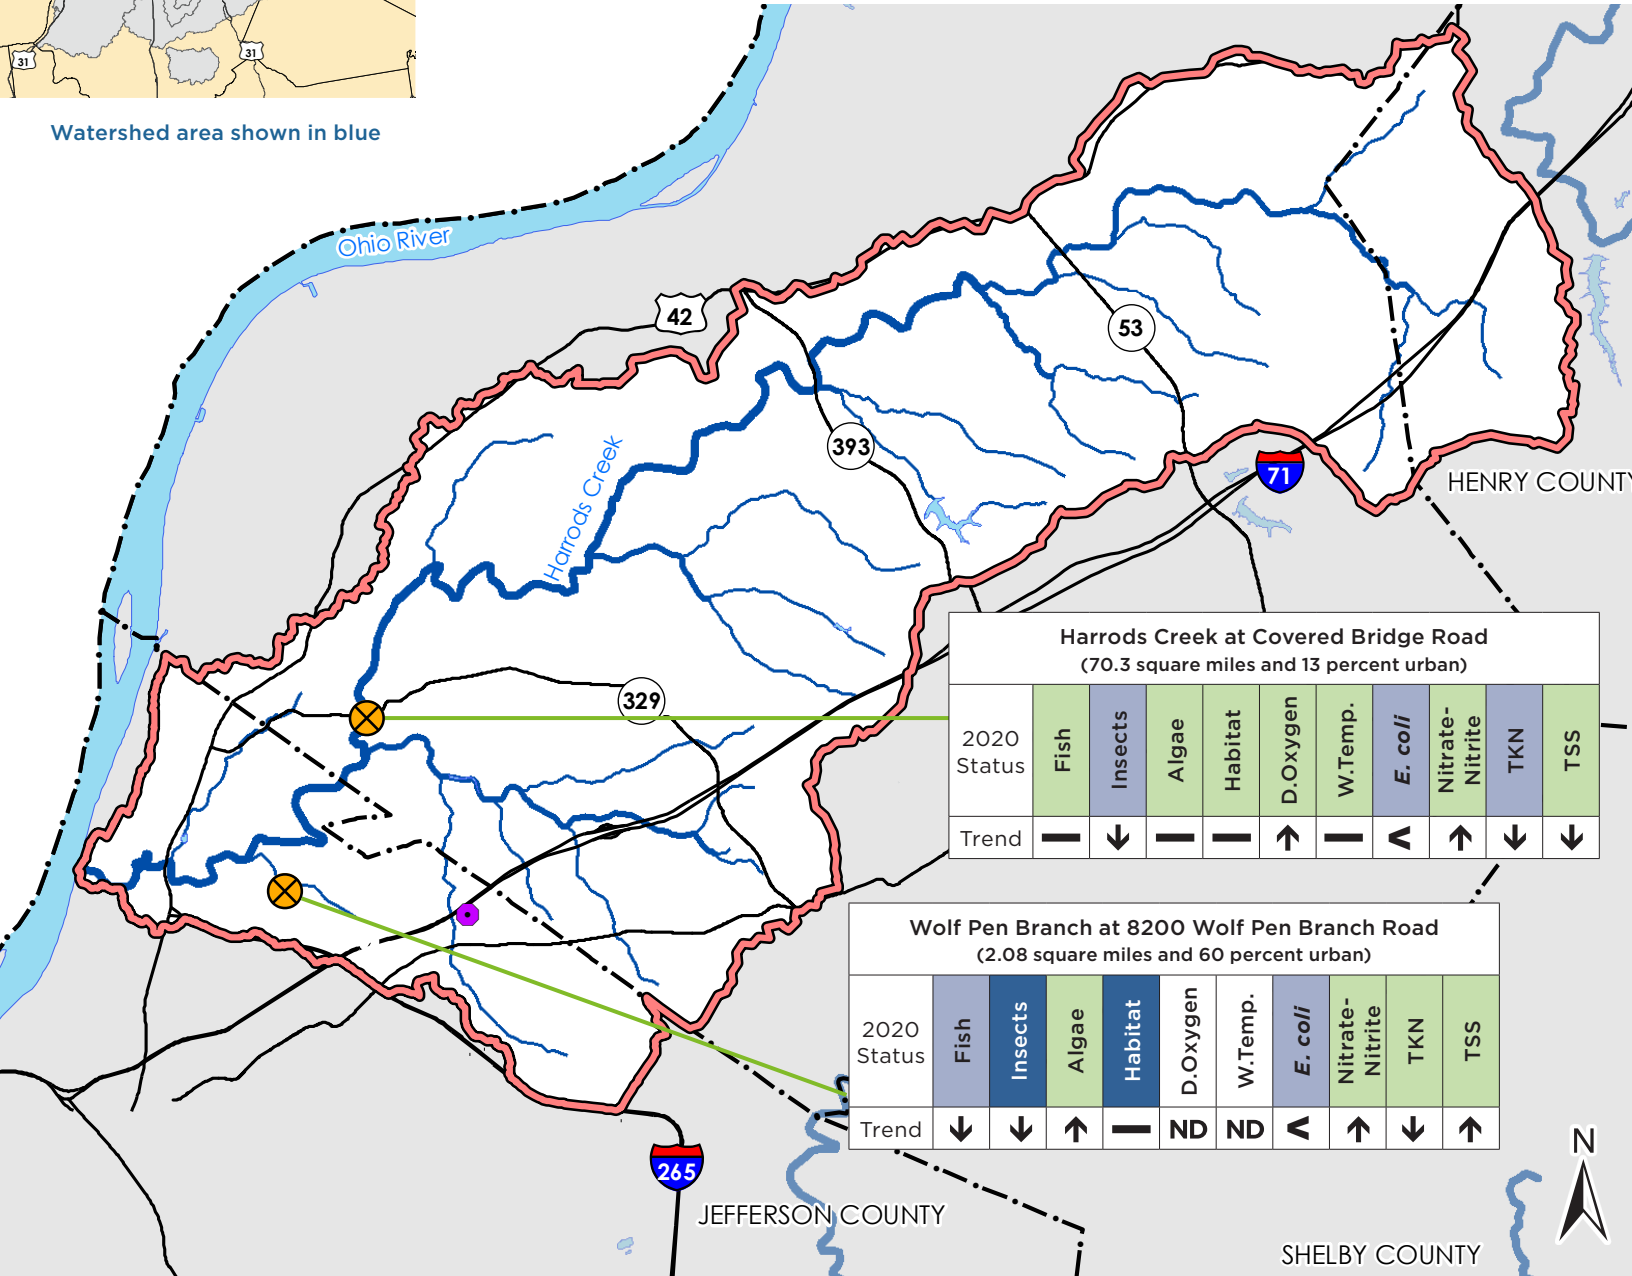 31
31
Watershed area shown in blue
Ohio River
42
53
393
Harrods Creek
71
HENRY COUNTY
329
Harrods Creek at Covered Bridge Road
(70.3 square miles and 13 percent urban)
2020 Status
Fish
Insects
Algae
Habitat
D.Oxygen
W.Temp.
E. coli
Nitrate-Nitrite
TKN
TSS
Trend
<
Wolf Pen Branch at 8200 Wolf Pen Branch Road
(2.08 square miles and 60 percent urban)
2020 Status
Fish
Insects
Algae
Habitat
D.Oxygen
W.Temp.
E. coli
Nitrate-Nitrite
TKN
TSS
Trend
ND ND <
N
265
JEFFERSON COUNTY
SHELBY COUNTY